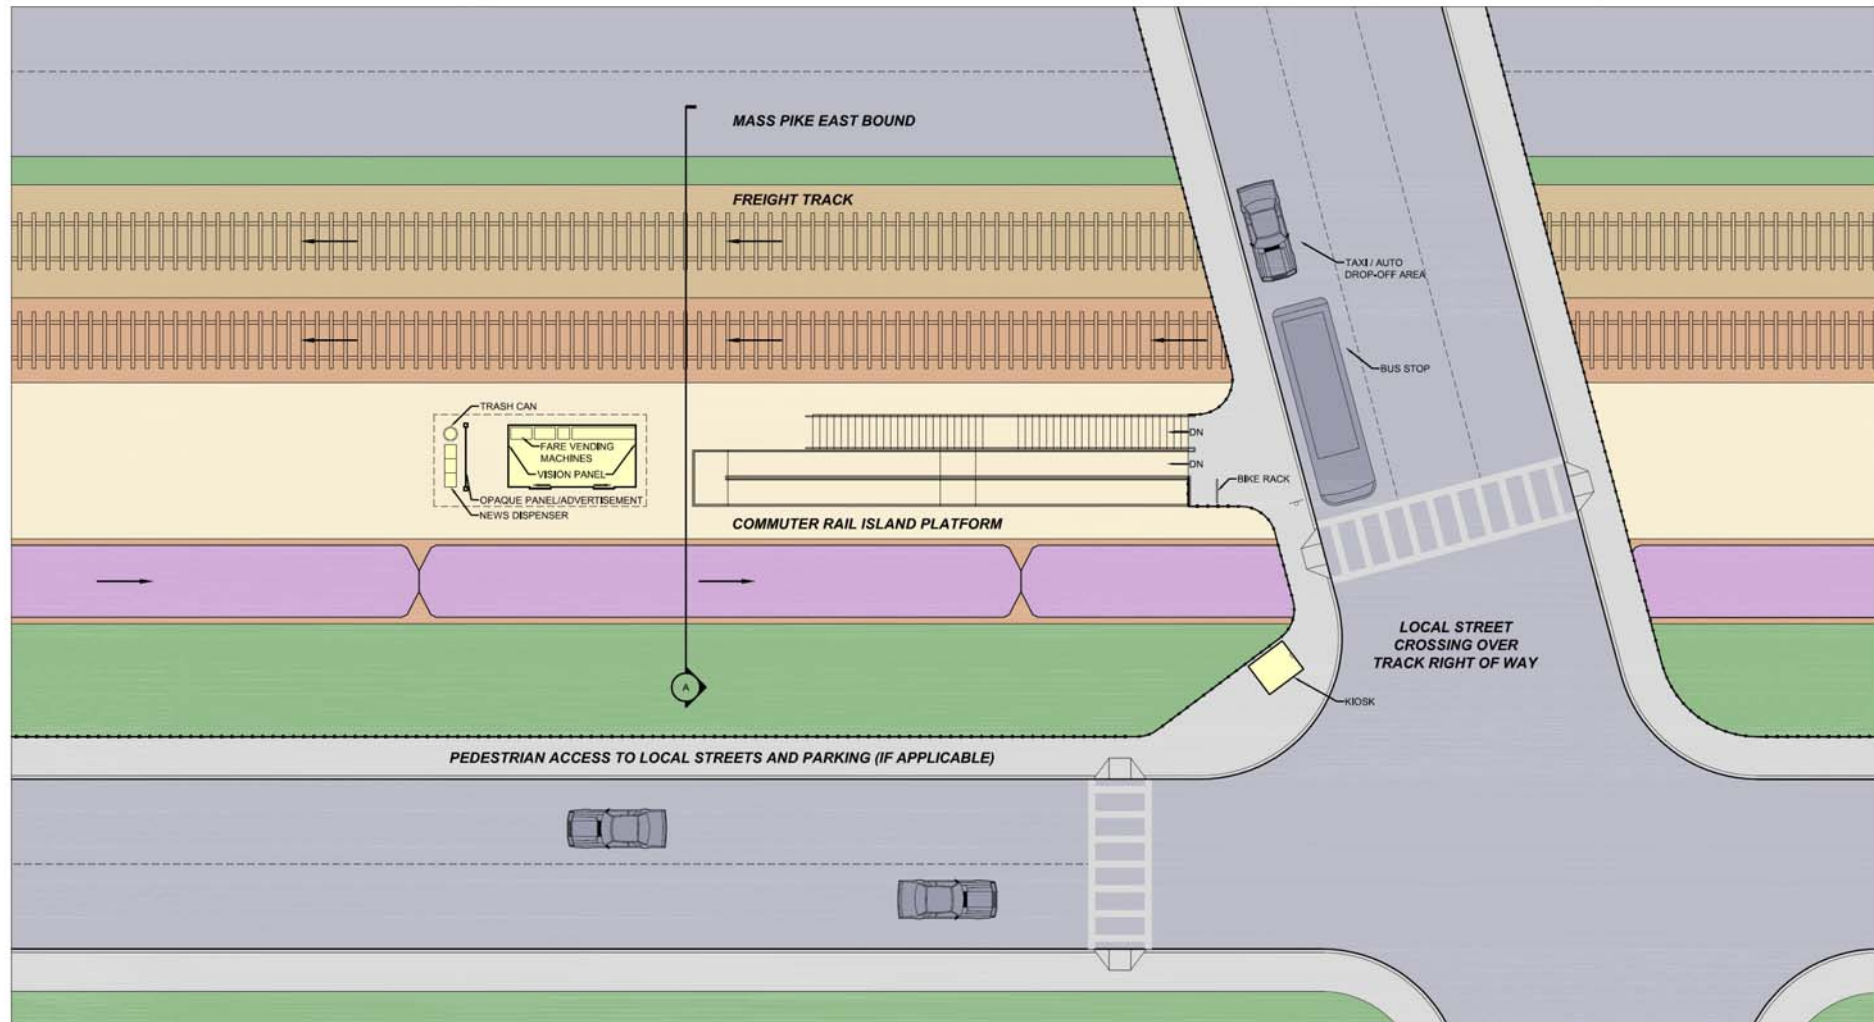 MASS PIKE EAST BOUND
FREIGHT TRACK
TAXI / AUTO
DROP-OFF AREA
BUS STOP
TRASH CAN
FARE VENDING
MACHINES
VISION PANEL
OPAQUE PANEL/ADVERTISEMENT
NEWS DISPENSER
DN
DN
BIKE RACK
COMMUTER RAIL ISLAND PLATFORM
LOCAL STREET
CROSSING OVER
TRACK RIGHT OF WAY
A
KIOSK
PEDESTRIAN ACCESS TO LOCAL STREETS AND PARKING (IF APPLICABLE)